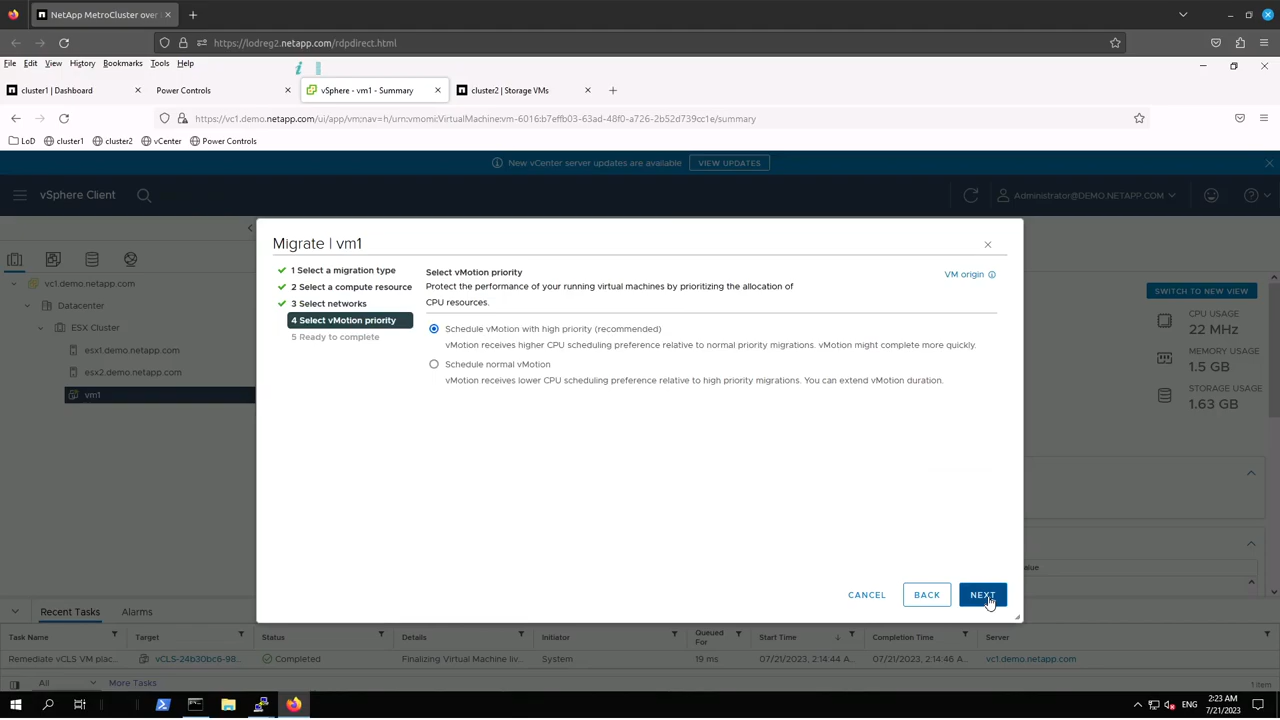 NetApp MetroCluster over
https://lodreg2.netapp.com/rdpdirect.html
File Edit View History Bookmarks Tools Help
cluster1 | Dashboard
Power Controls
vSphere - vm1 - Summary
cluster2 | Storage VMs
https://vc1.demo.netapp.com/ui/app/vm;nav=h/urn:vmomi:VirtualMachine:vm-6016:b7effb03-63ad-48f0-a726-2b52d739cc1e/summary
LoD cluster1 cluster2 vCenter Power Controls
New vCenter server updates are available VIEW UPDATES
vSphere Client
Administrator@DEMO.NETAPP.COM
vc1.demo.netapp.com
Datacenter
ESX Cluster
esx1.demo.netapp.com
esx2.demo.netapp.com
vm1
Migrate | vm1
1 Select a migration type
2 Select a compute resource
3 Select networks
4 Select vMotion priority
5 Ready to complete
Select vMotion priority
VM origin
Protect the performance of your running virtual machines by prioritizing the allocation of
CPU resources.
Schedule vMotion with high priority (recommended)
vMotion receives higher CPU scheduling preference relative to normal priority migrations. vMotion might complete more quickly.
Schedule normal vMotion
vMotion receives lower CPU scheduling preference relative to high priority migrations. You can extend vMotion duration.
CANCEL BACK NEXT
SWITCH TO NEW VIEW
CPU USAGE
22 MHz
MEMORY USAGE
1.5 GB
STORAGE USAGE
1.63 GB
alue
Recent Tasks Alarms
Task Name Target Status Details Initiator Queued For Start Time Completion Time Server
Remediate vCLS VM plac... vCLS-24b30bc6-98... Completed Finalizing Virtual Machine liv... System 19 ms 07/21/2023, 2:14:44 A... 07/21/2023, 2:14:46 A... vc1.demo.netapp.com
All More Tasks 1 item
ENG
2:23 AM
7/21/2023